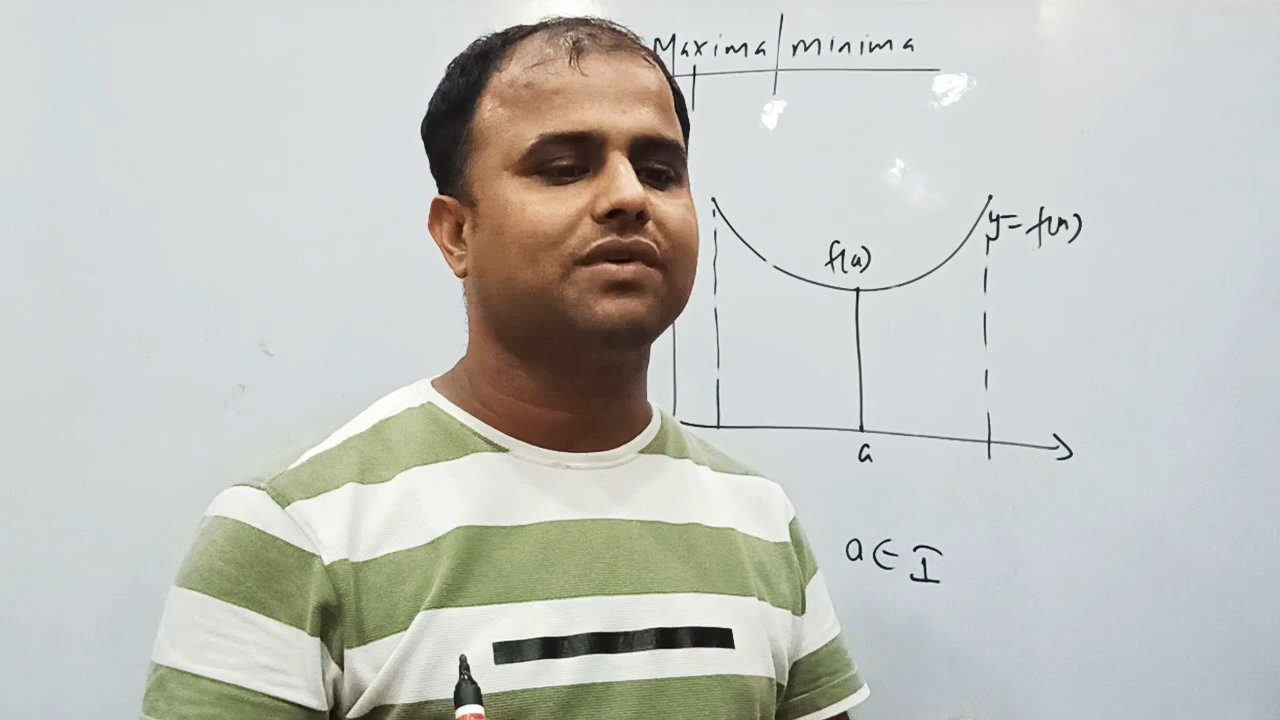 Maxima | minima
f(a)
y = f(x)
a
a ∈ I